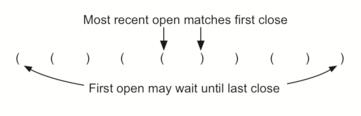 Most recent open matches first close
( ( ) ( ( ) ) ( ) )
First open may wait until last close